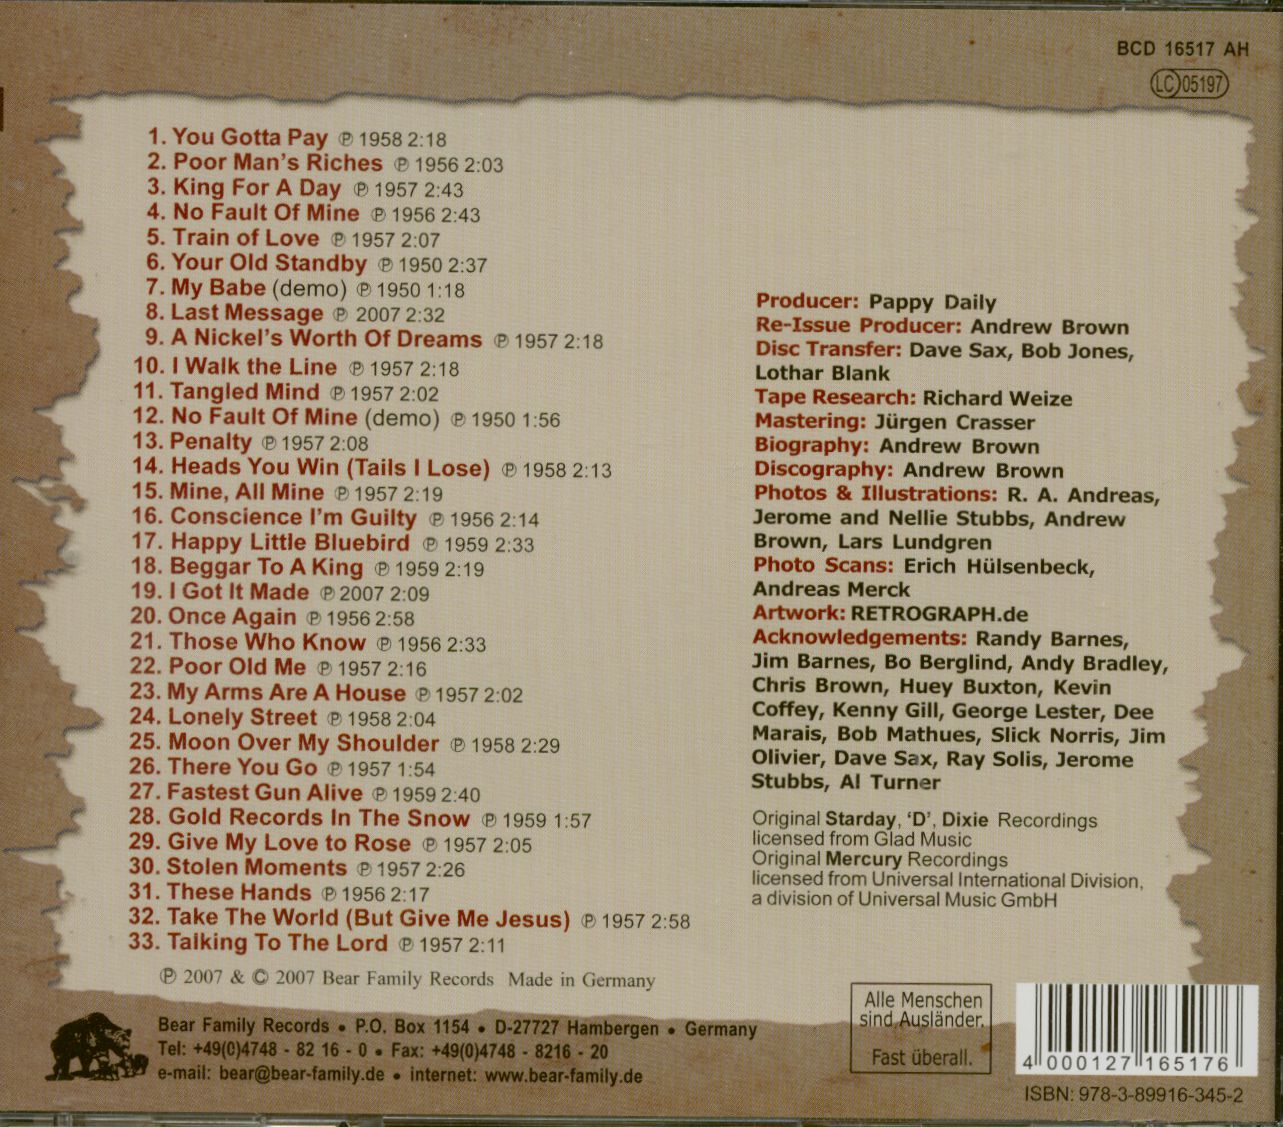 BCD 16517 AH
LC 05197
1. You Gotta Pay ℗ 1958 2:18
2. Poor Man's Riches ℗ 1956 2:03
3. King For A Day ℗ 1957 2:43
4. No Fault Of Mine ℗ 1956 2:43
5. Train of Love ℗ 1957 2:07
6. Your Old Standby ℗ 1950 2:37
7. My Babe (demo) ℗ 1950 1:18
8. Last Message ℗ 2007 2:32
9. A Nickel's Worth Of Dreams ℗ 1957 2:18
10. I Walk the Line ℗ 1957 2:18
11. Tangled Mind ℗ 1957 2:02
12. No Fault Of Mine (demo) ℗ 1950 1:56
13. Penalty ℗ 1957 2:08
14. Heads You Win (Tails I Lose) ℗ 1958 2:13
15. Mine, All Mine ℗ 1957 2:19
16. Conscience I'm Guilty ℗ 1956 2:14
17. Happy Little Bluebird ℗ 1959 2:33
18. Beggar To A King ℗ 1959 2:19
19. I Got It Made ℗ 2007 2:09
20. Once Again ℗ 1956 2:58
21. Those Who Know ℗ 1956 2:33
22. Poor Old Me ℗ 1957 2:16
23. My Arms Are A House ℗ 1957 2:02
24. Lonely Street ℗ 1958 2:04
25. Moon Over My Shoulder ℗ 1958 2:29
26. There You Go ℗ 1957 1:54
27. Fastest Gun Alive ℗ 1959 2:40
28. Gold Records In The Snow ℗ 1959 1:57
29. Give My Love to Rose ℗ 1957 2:05
30. Stolen Moments ℗ 1957 2:26
31. These Hands ℗ 1956 2:17
32. Take The World (But Give Me Jesus) ℗ 1957 2:58
33. Talking To The Lord ℗ 1957 2:11
℗ 2007 & © 2007 Bear Family Records Made in Germany
Producer: Pappy Daily
Re-Issue Producer: Andrew Brown
Disc Transfer: Dave Sax, Bob Jones,
Lothar Blank
Tape Research: Richard Weize
Mastering: Jürgen Crasser
Biography: Andrew Brown
Discography: Andrew Brown
Photos & Illustrations: R. A. Andreas,
Jerome and Nellie Stubbs, Andrew
Brown, Lars Lundgren
Photo Scans: Erich Hülsenbeck,
Andreas Merck
Artwork: RETROGRAPH.de
Acknowledgements: Randy Barnes,
Jim Barnes, Bo Berglind, Andy Bradley,
Chris Brown, Huey Buxton, Kevin
Coffey, Kenny Gill, George Lester, Dee
Marais, Bob Mathues, Slick Norris, Jim
Olivier, Dave Sax, Ray Solis, Jerome
Stubbs, Al Turner
Original Starday, 'D', Dixie Recordings
licensed from Glad Music
Original Mercury Recordings
licensed from Universal International Division,
a division of Universal Music GmbH
Bear Family Records • P.O. Box 1154 • D-27727 Hambergen • Germany
Tel: +49(0)4748 - 82 16 - 0 • Fax: +49(0)4748 - 8216 - 20
e-mail: bear@bear-family.de • internet: www.bear-family.de
Alle Menschen
sind Ausländer.
Fast überall.
4 000127 165176
ISBN: 978-3-89916-345-2